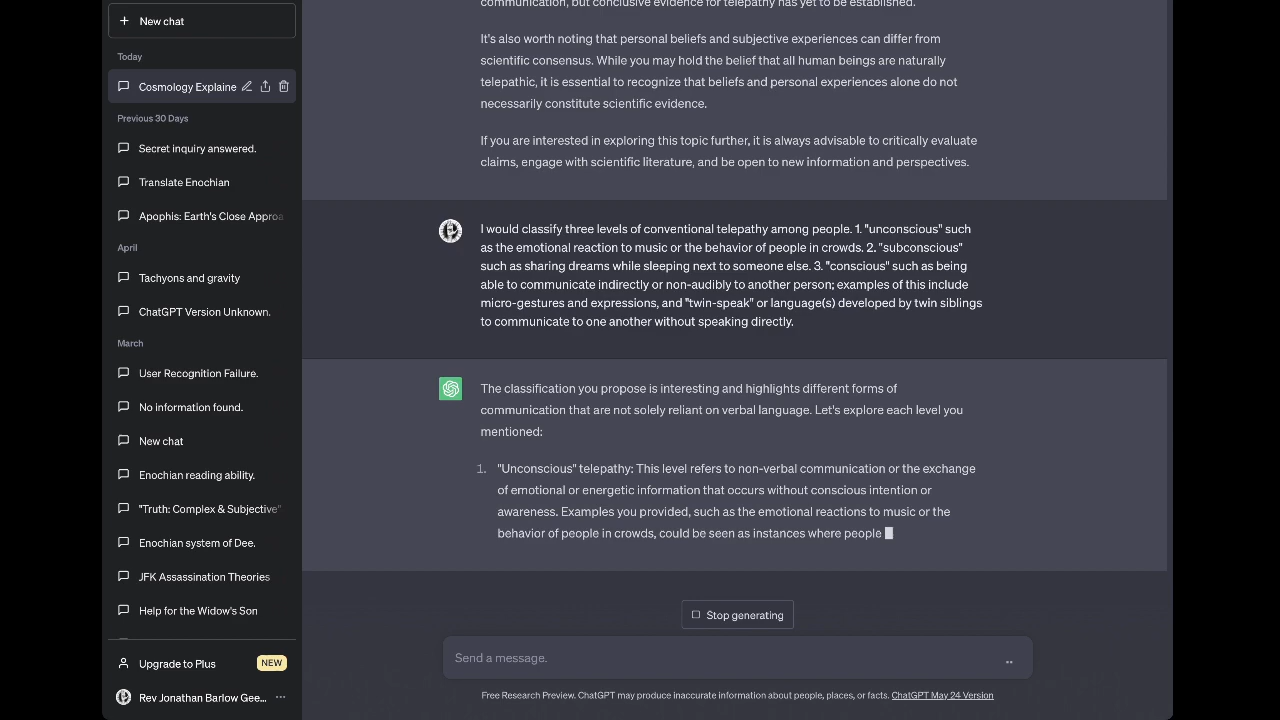 New chat
Today
Cosmology Explaine
Previous 30 Days
Secret inquiry answered.
Translate Enochian
Apophis: Earth's Close Approa
April
Tachyons and gravity
ChatGPT Version Unknown.
March
User Recognition Failure.
No information found.
New chat
Enochian reading ability.
"Truth: Complex & Subjective"
Enochian system of Dee.
JFK Assassination Theories
Help for the Widow's Son
Upgrade to Plus NEW
Rev Jonathan Barlow Gee...
communication, but conclusive evidence for telepathy has yet to be established.
It's also worth noting that personal beliefs and subjective experiences can differ from
scientific consensus. While you may hold the belief that all human beings are naturally
telepathic, it is essential to recognize that beliefs and personal experiences alone do not
necessarily constitute scientific evidence.
If you are interested in exploring this topic further, it is always advisable to critically evaluate
claims, engage with scientific literature, and be open to new information and perspectives.
I would classify three levels of conventional telepathy among people. 1. "unconscious" such
as the emotional reaction to music or the behavior of people in crowds. 2. "subconscious"
such as sharing dreams while sleeping next to someone else. 3. "conscious" such as being
able to communicate indirectly or non-audibly to another person; examples of this include
micro-gestures and expressions, and "twin-speak" or language(s) developed by twin siblings
to communicate to one another without speaking directly.
The classification you propose is interesting and highlights different forms of
communication that are not solely reliant on verbal language. Let's explore each level you
mentioned:
1. "Unconscious" telepathy: This level refers to non-verbal communication or the exchange
of emotional or energetic information that occurs without conscious intention or
awareness. Examples you provided, such as the emotional reactions to music or the
behavior of people in crowds, could be seen as instances where people
Stop generating
Send a message.
Free Research Preview. ChatGPT may produce inaccurate information about people, places, or facts. ChatGPT May 24 Version